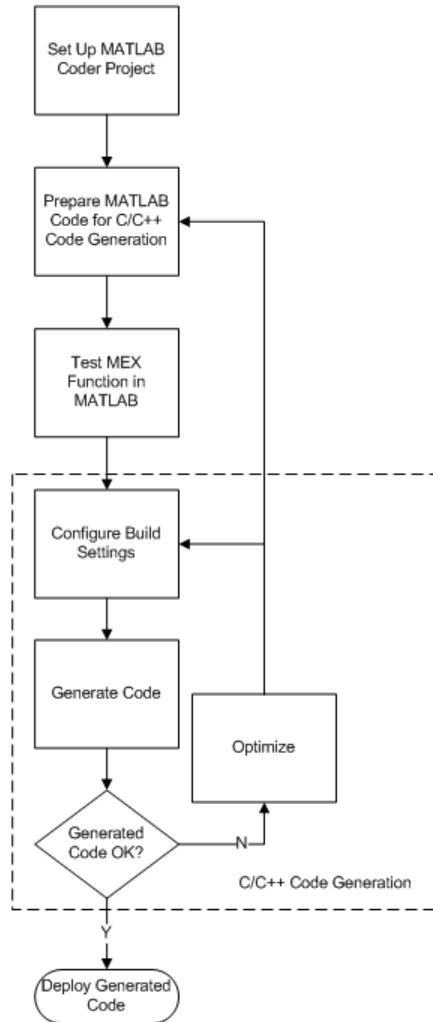 Set Up MATLAB
Coder Project
Prepare MATLAB
Code for C/C++
Code Generation
Test MEX
Function in
MATLAB
Configure Build
Settings
Generate Code
Optimize
Generated
Code OK?
N
C/C++ Code Generation
Y
Deploy Generated
Code